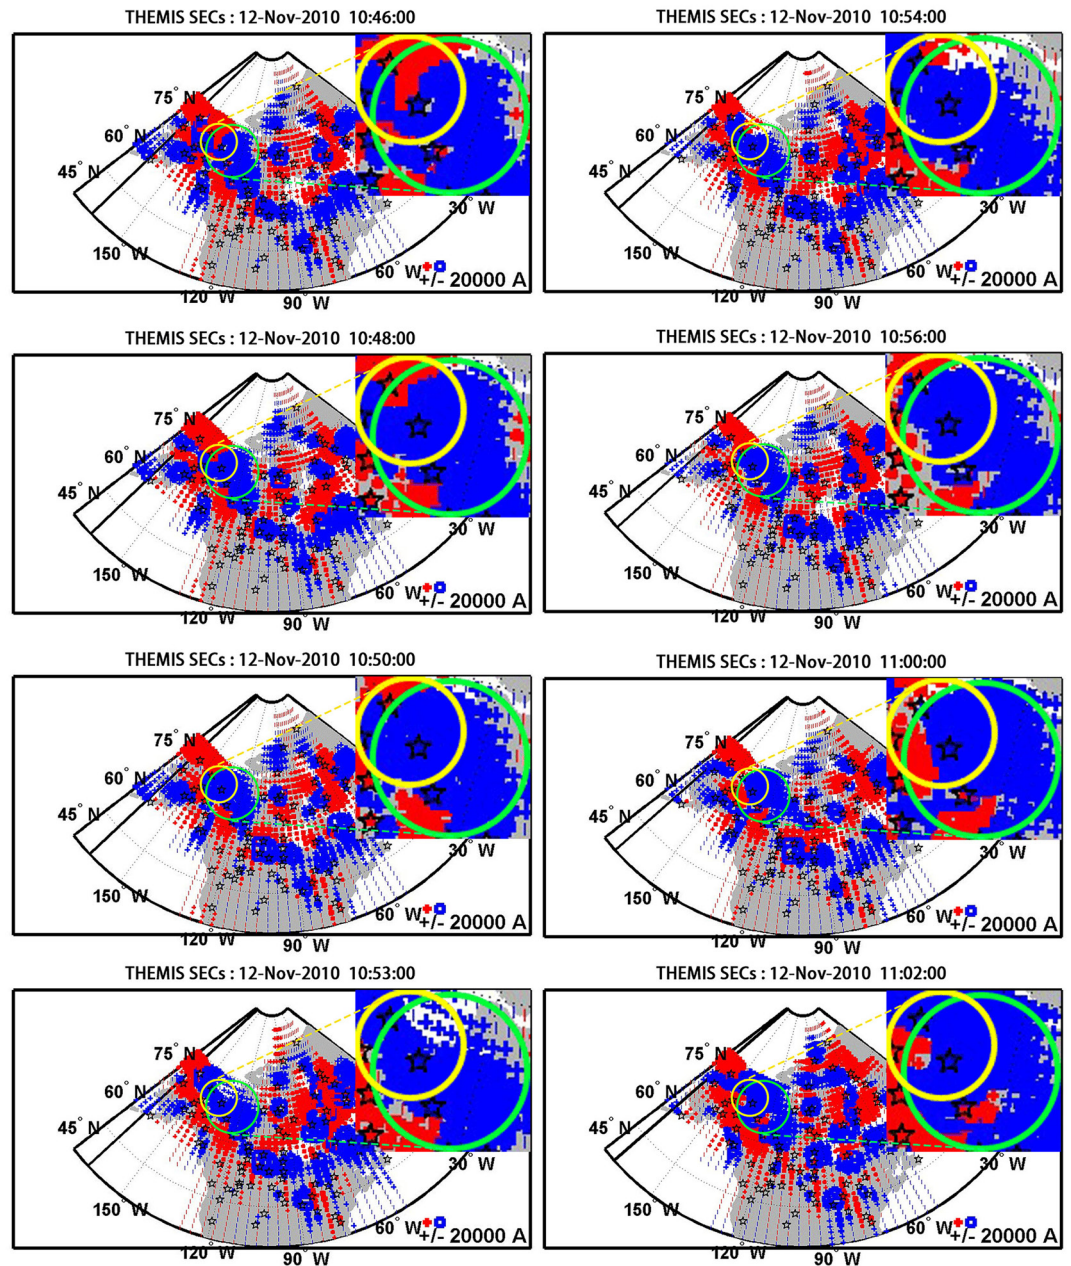 THEMIS SECs : 12-Nov-2010 10:46:00
75° N
60° N
45° N
30° W
150° W
60° W
+/- 20000 A
120° W
90° W
THEMIS SECs : 12-Nov-2010 10:54:00
75° N
60° N
45° N
30° W
150° W
60° W
+/- 20000 A
120° W
90° W
THEMIS SECs : 12-Nov-2010 10:48:00
75° N
60° N
45° N
30° W
150° W
60° W
+/- 20000 A
120° W
90° W
THEMIS SECs : 12-Nov-2010 10:56:00
75° N
60° N
45° N
30° W
150° W
60° W
+/- 20000 A
120° W
90° W
THEMIS SECs : 12-Nov-2010 10:50:00
75° N
60° N
45° N
30° W
150° W
60° W
+/- 20000 A
120° W
90° W
THEMIS SECs : 12-Nov-2010 11:00:00
75° N
60° N
45° N
30° W
150° W
60° W
+/- 20000 A
120° W
90° W
THEMIS SECs : 12-Nov-2010 10:53:00
75° N
60° N
45° N
30° W
150° W
60° W
+/- 20000 A
120° W
90° W
THEMIS SECs : 12-Nov-2010 11:02:00
75° N
60° N
45° N
30° W
150° W
60° W
+/- 20000 A
120° W
90° W